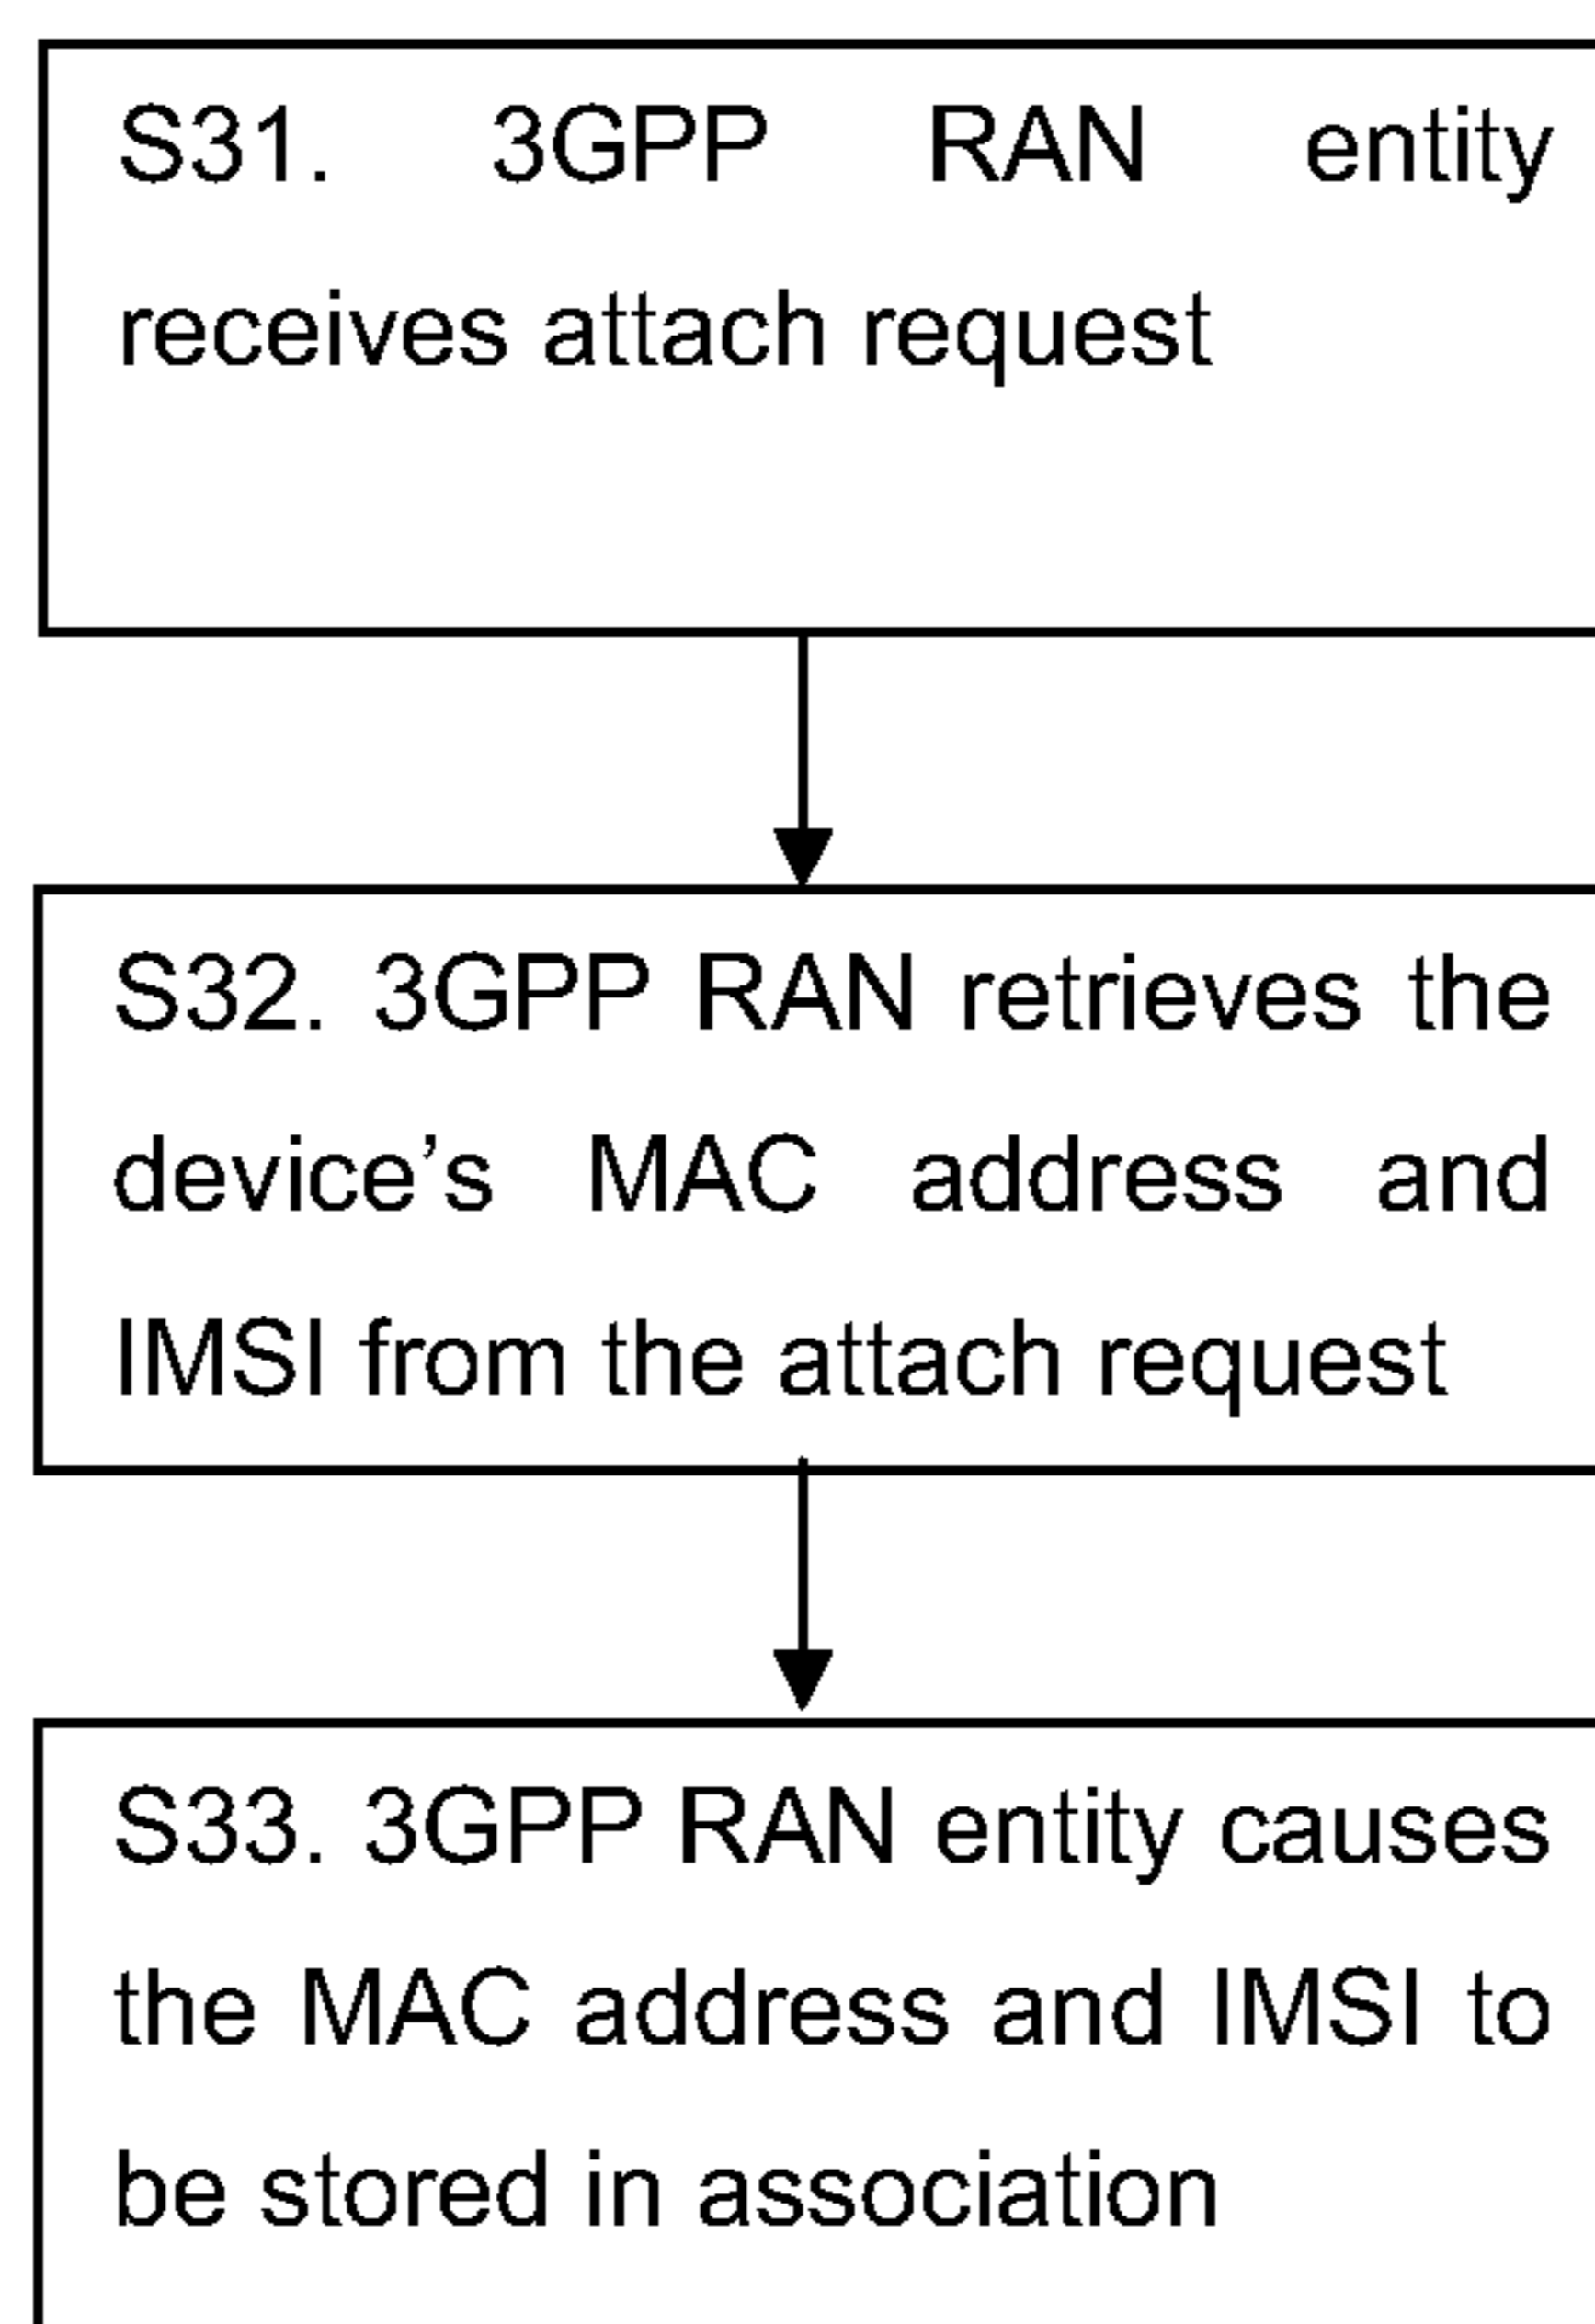 S31. 3GPP RAN entity
receives attach request
S32. 3GPP RAN retrieves the
device’s MAC address and
IMSI from the attach request
S33. 3GPP RAN entity causes
the MAC address and IMSI to
be stored in association